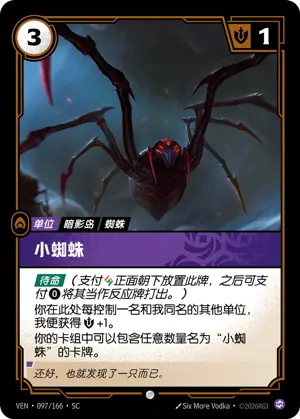 3
1
单位 暗影岛 蜘蛛
小蜘蛛
待命 (支付正面朝下放置此牌,之后可支
付0将其当作反应牌打出。)
你在此处每控制一名和我同名的其他单位,
我便获得+1。
你的卡组中可以包含任意数量名为“小蜘
蛛”的卡牌。
还好,也就发现了一只而已。
VEN • 097/166 • SC
Six More Vodka • ©2026RGI